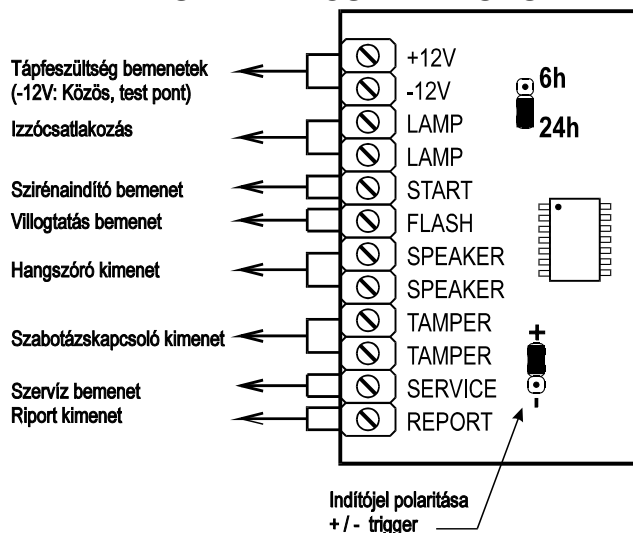 Tápfeszültség bemenetek
(-12V: Közös, test pont)
Izzócsatlakozás
Szirénaindító bemenet
Villogtatás bemenet
Hangszóró kimenet
Szabotázskapcsoló kimenet
Szervíz bemenet
Riport kimenet
+12V
-12V
LAMP
LAMP
START
FLASH
SPEAKER
SPEAKER
TAMPER
TAMPER
SERVICE
REPORT
6h
24h
+
-
Indítójel polaritása
+ / - trigger